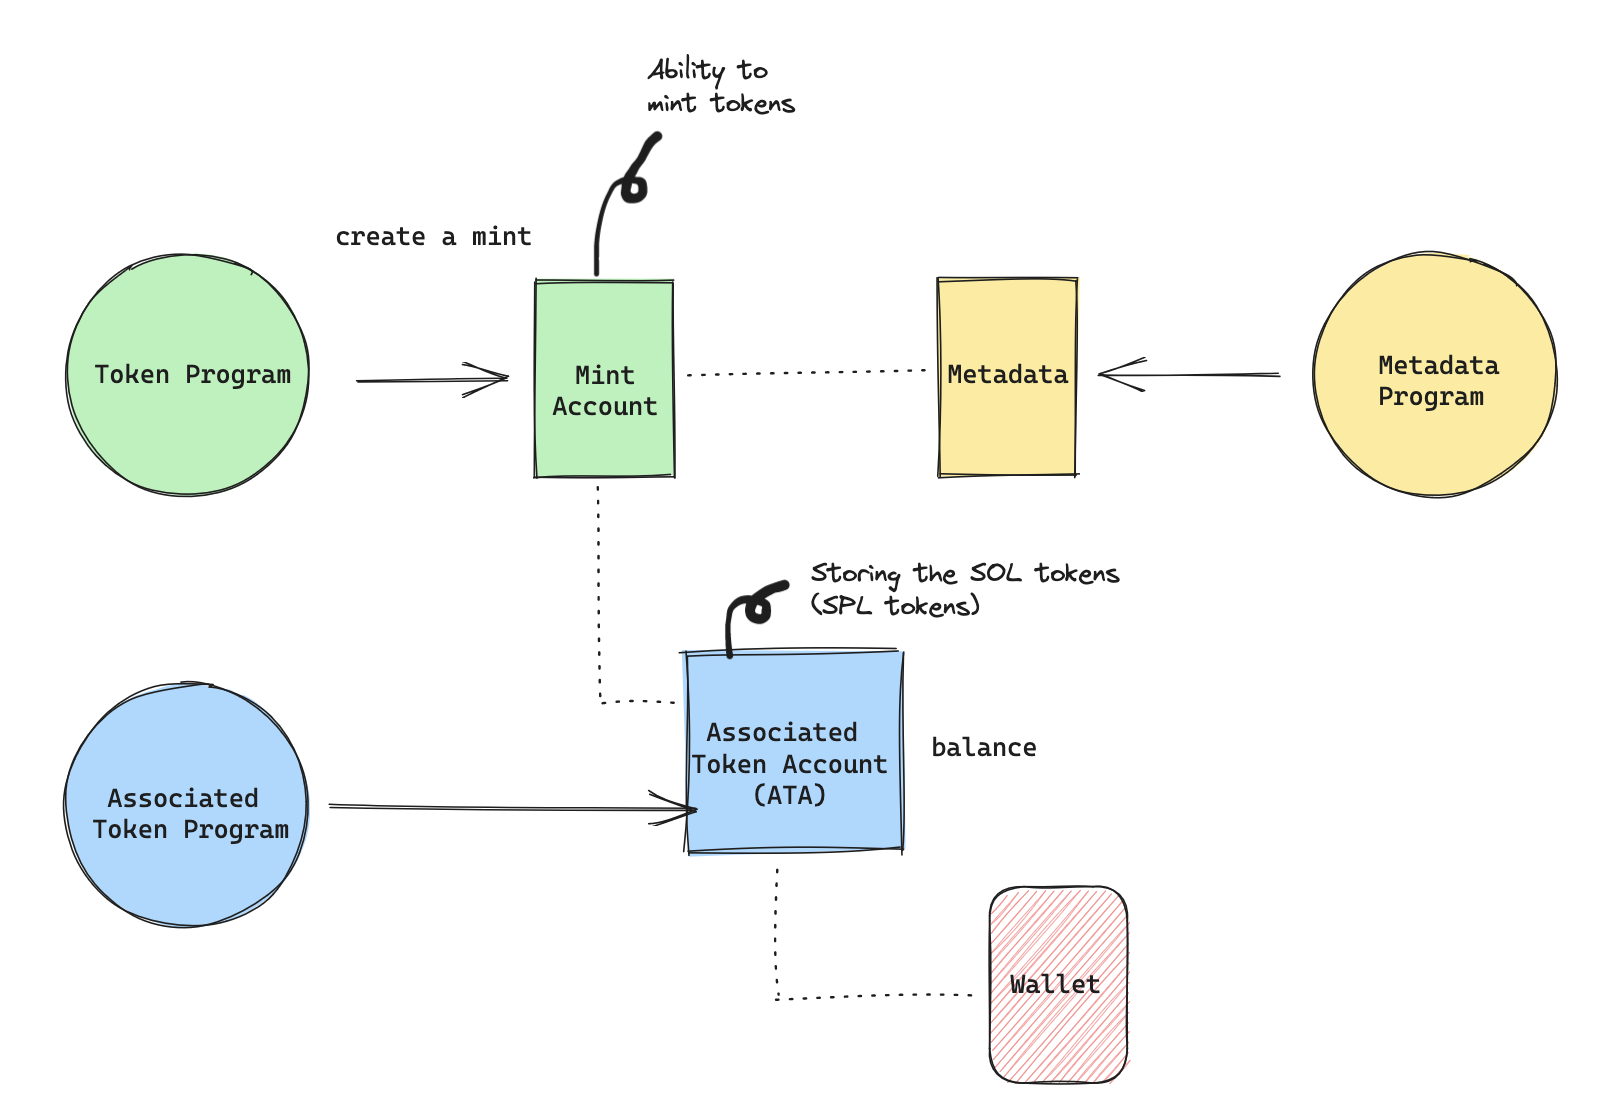 Ability to
mint tokens
create a mint
Token Program
Mint
Account
Metadata
Metadata
Program
Storing the SOL tokens
(SPL tokens)
Associated
Token Account
(ATA)
balance
Associated
Token Program
Wallet